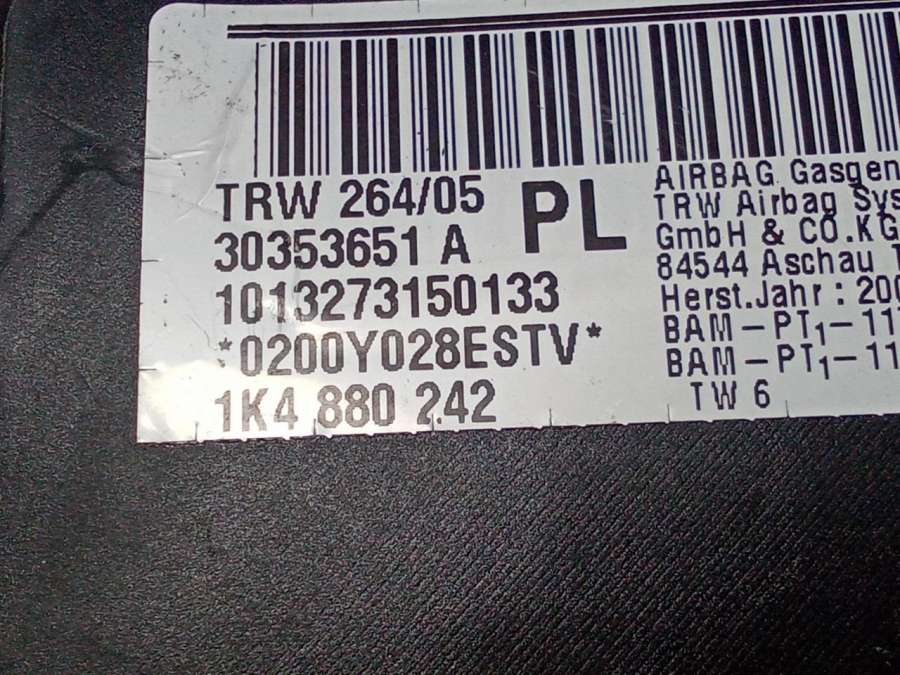 TRW 264/05
30353651 A
1013273150133
*0200Y028ESTV*
1K4 880 242
PL
AIRBAG Gasgen
TRW Airbag Sys
GmbH & CO.KG
84544 Aschau
Herst.Jahr: 200
BAM-PT1-11
BAM-PT1-11
TW 6